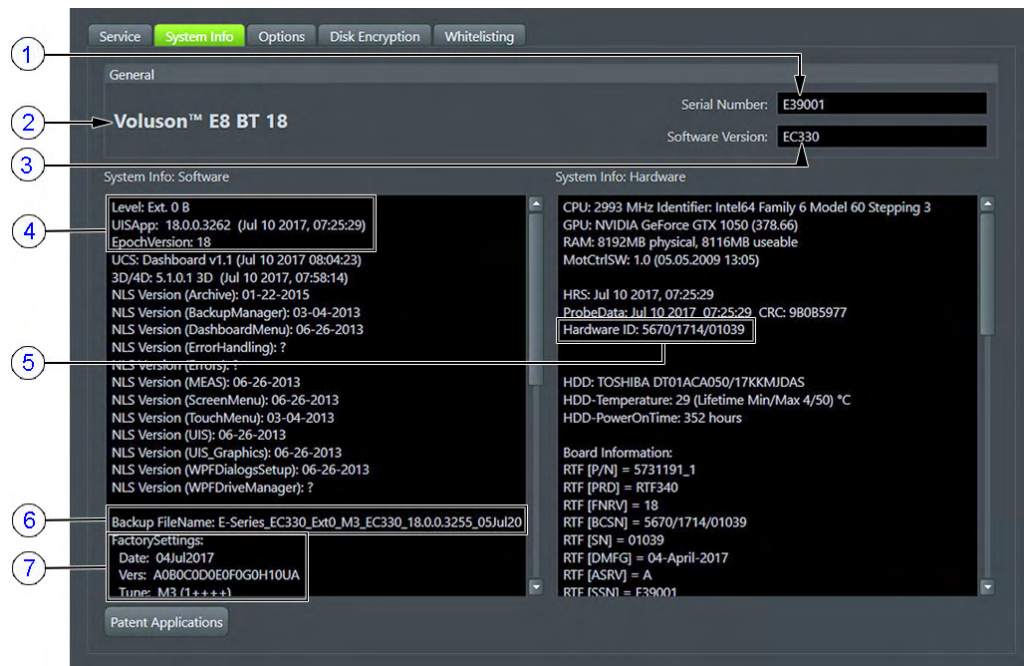 Service System Info Options Disk Encryption Whitelisting
1
General
Serial Number: E39001
2
Voluson™ E8 BT 18
Software Version: EC330
3
System Info: Software
Level: Ext. 0 B
4
UISApp: 18.0.0.3262 (Jul 10 2017, 07:25:29)
EpochVersion: 18
UCS: Dashboard v1.1 (Jul 10 2017 08:04:23)
3D/4D: 5.1.0.1 3D (Jul 10 2017, 07:58:14)
NLS Version (Archive): 01-22-2015
NLS Version (BackupManager): 03-04-2013
NLS Version (DashboardMenu): 06-26-2013
NLS Version (ErrorHandling): ?
5
NLS Version (Errors): ?
NLS Version (MEAS): 06-26-2013
NLS Version (ScreenMenu): 06-26-2013
NLS Version (TouchMenu): 03-04-2013
NLS Version (UIS): 06-26-2013
NLS Version (UIS_Graphics): 06-26-2013
NLS Version (WPFDialogsSetup): 06-26-2013
NLS Version (WPFDriveManager): ?
6
Backup FileName: E-Series_EC330_Ext0_M3_EC330_18.0.0.3255_05Jul20
FactorySettings:
7
Date: 04Jul2017
Vers: A0B0C0D0E0F0G0H10UA
Tune: M3 (1++++)
System Info: Hardware
CPU: 2993 MHz Identifier: Intel64 Family 6 Model 60 Stepping 3
GPU: NVIDIA GeForce GTX 1050 (378.66)
RAM: 8192MB physical, 8116MB useable
MotCtrlSW: 1.0 (05.05.2009 13:05)
HRS: Jul 10 2017, 07:25:29
ProbeData: Jul 10 2017 07:25:29 CRC: 9B0B5977
Hardware ID: 5670/1714/01039
HDD: TOSHIBA DT01ACA050/17KKMJDAS
HDD-Temperature: 29 (Lifetime Min/Max 4/50) °C
HDD-PowerOnTime: 352 hours
Board Information:
RTF [P/N] = 5731191_1
RTF [PRD] = RTF340
RTF [FNRV] = 18
RTF [BCSN] = 5670/1714/01039
RTF [SN] = 01039
RTF [DMFG] = 04-April-2017
RTF [ASRV] = A
RTF [SSN] = E39001
Patent Applications